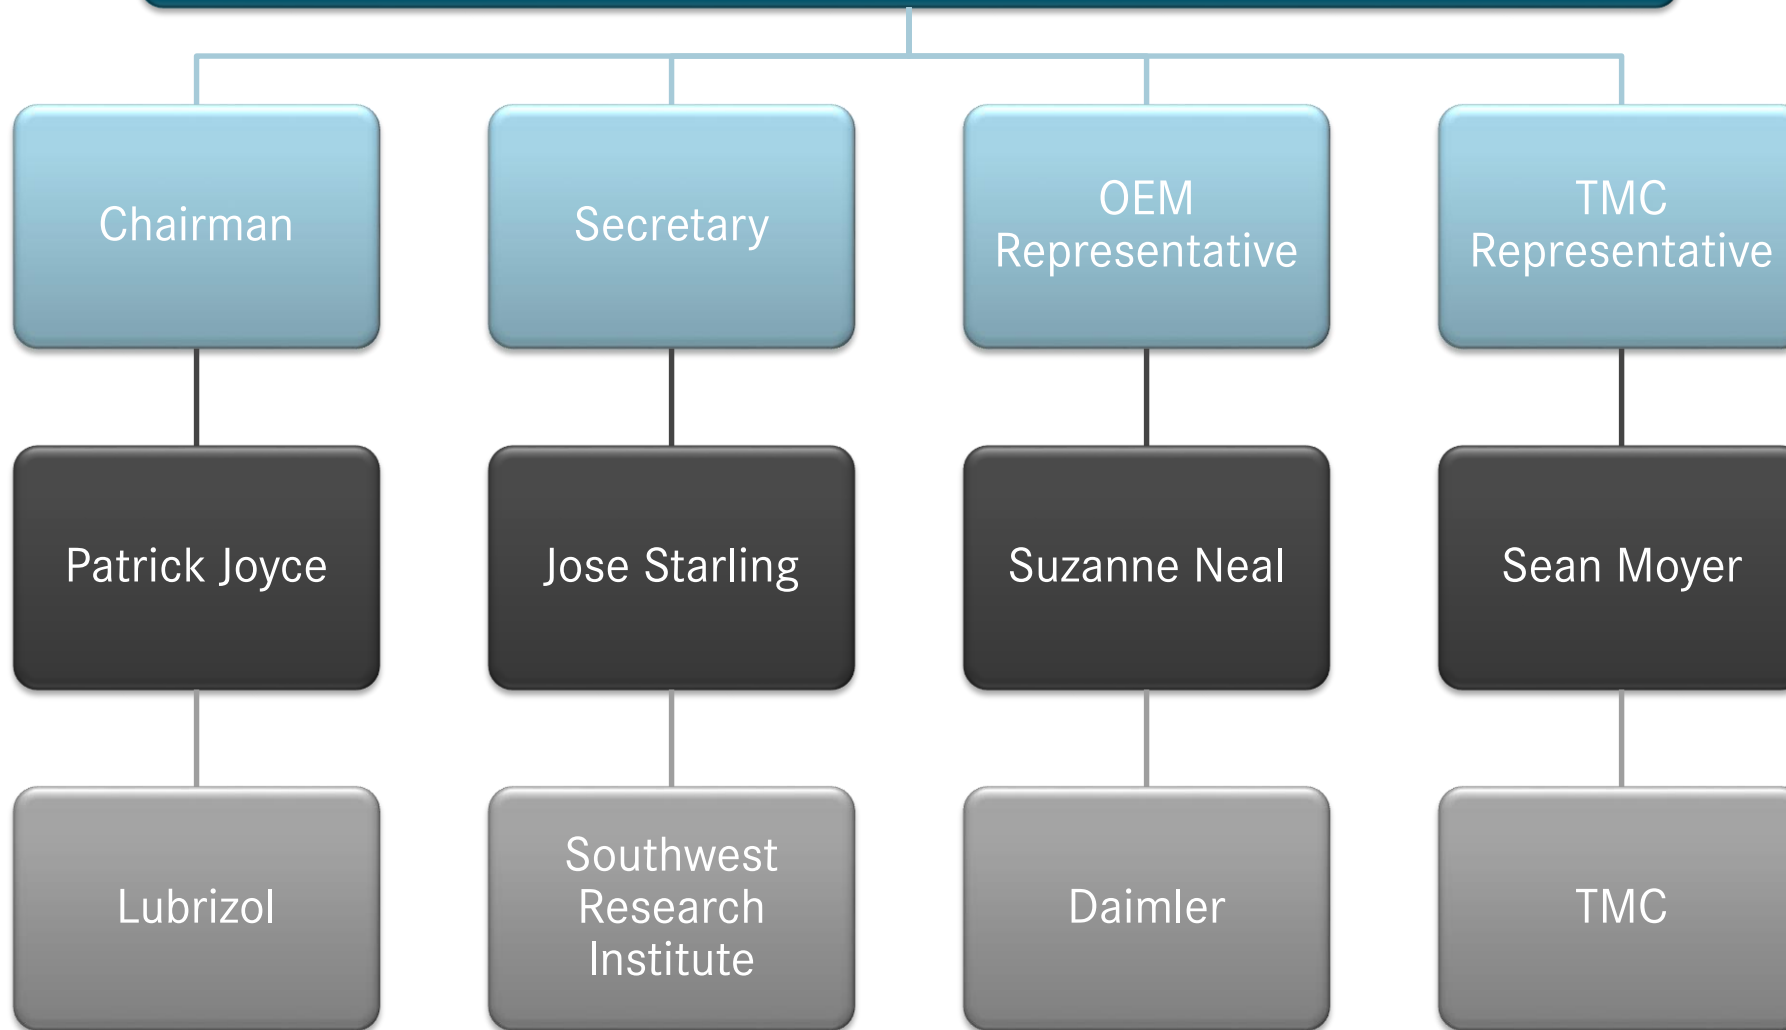 Chairman
Secretary
OEM
Representative
TMC
Representative
Patrick Joyce
Jose Starling
Suzanne Neal
Sean Moyer
Lubrizol
Southwest
Research
Institute
Daimler
TMC